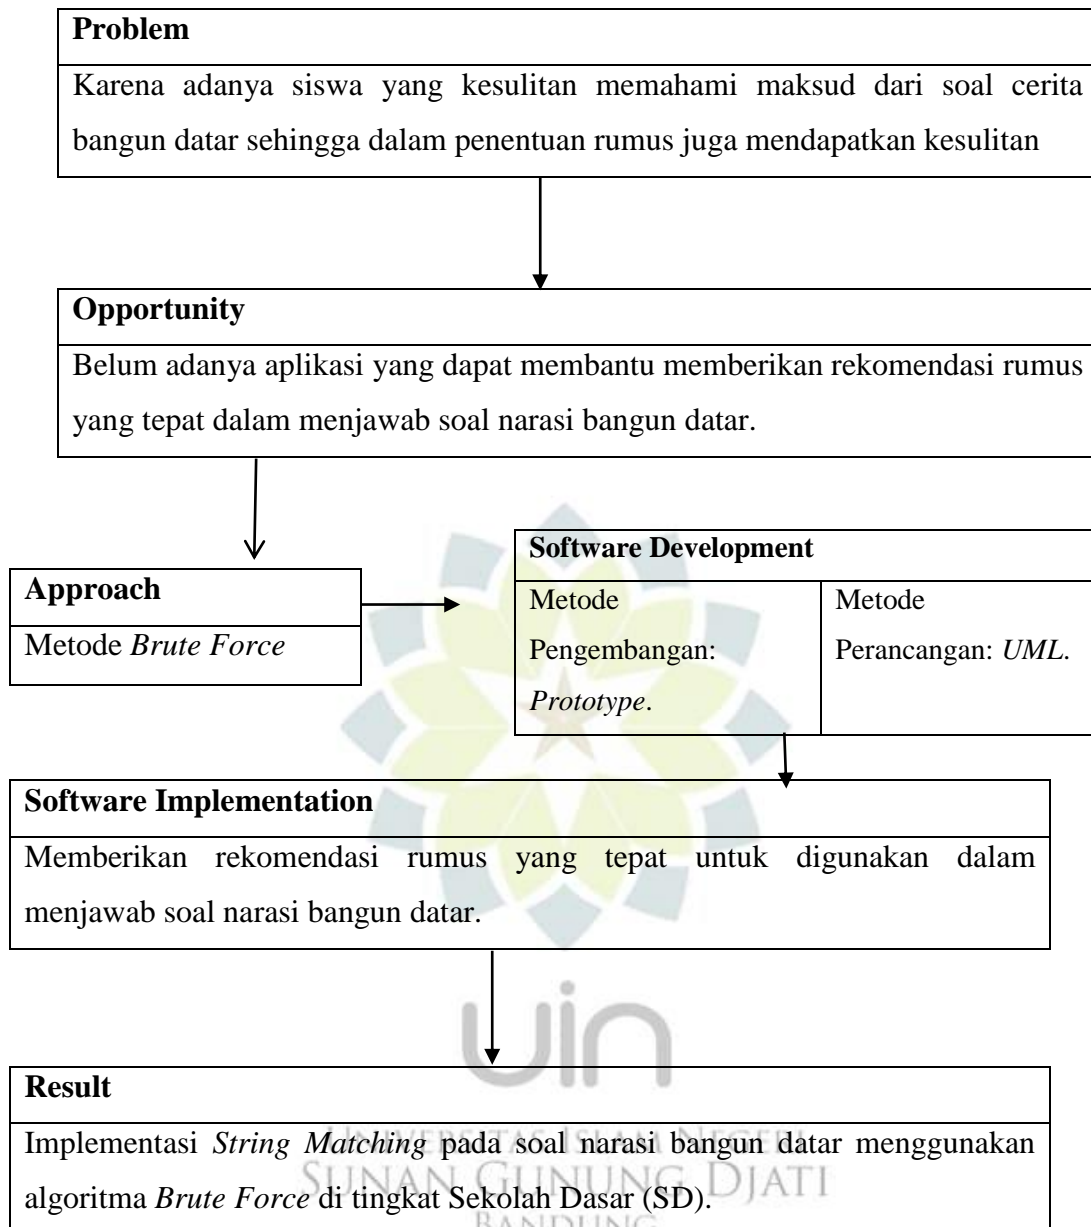 Problem
Karena adanya siswa yang kesulitan memahami maksud dari soal cerita
bangun datar sehingga dalam penentuan rumus juga mendapatkan kesulitan
Opportunity
Belum adanya aplikasi yang dapat membantu memberikan rekomendasi rumus
yang tepat dalam menjawab soal narasi bangun datar.
Approach
Metode Brute Force
Software Development
Metode
Pengembangan:
Prototype.
Metode
Perancangan: UML.
Software Implementation
Memberikan rekomendasi rumus yang tepat untuk digunakan dalam
menjawab soal narasi bangun datar.
uin
Result
UNIVERSITAS ISLAM NEGERI
Implementasi String Matching pada soal narasi bangun datar menggunakan
SUNAN GUNUNG DJATI
algoritma Brute Force di tingkat Sekolah Dasar (SD).
BANDUNG